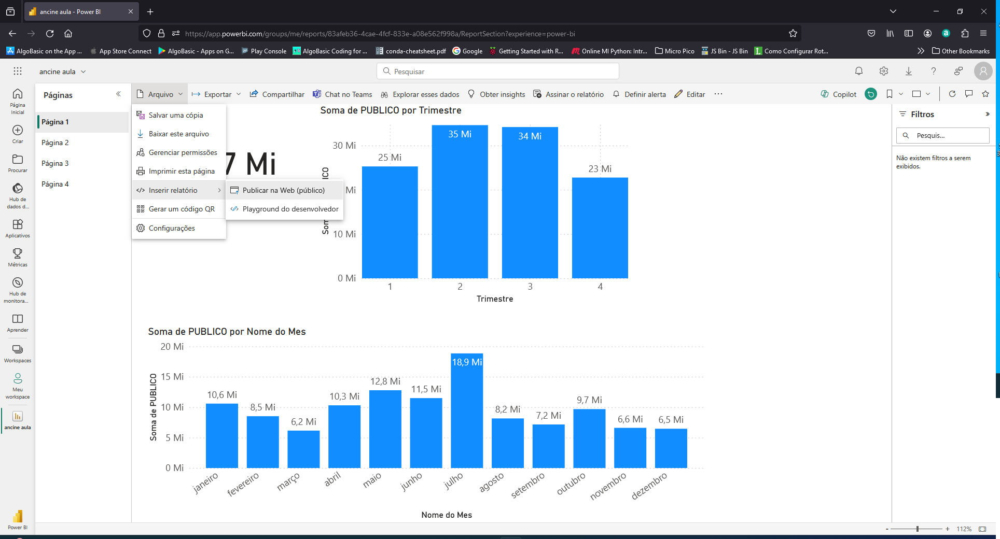 ancine aula - Power BI
https://app.powerbi.com/groups/me/reports/83afeb36-4cae-4fcf-833e-a08e562f998a/ReportSection?experience=power-bi
AlgoBasic on the App ...
App Store Connect
AlgoBasic - Apps on G...
Play Console
AlgoBasic Coding for ...
conda-cheatsheet.pdf
Google
Getting Started with R...
Online MI Python: Intr...
Micro Pico
JS Bin - JS Bin
Como Configurar Rot...
Other Bookmarks
ancine aula
Pesquisar
Página
Inicial
Criar
Procurar
Hub de
dados d...
Aplicativos
Métricas
Hub de
monitora...
Aprender
Workspaces
Meu
workspace
ancine aula
Power BI
Páginas
Página 1
Página 2
Página 3
Página 4
Arquivo
Exportar
Compartilhar
Chat no Teams
Explorar esses dados
Obter insights
Assinar o relatório
Definir alerta
Editar
Copilot
Salvar uma cópia
Baixar este arquivo
Gerenciar permissões
Imprimir esta página
Inserir relatório
Gerar um código QR
Configurações
Publicar na Web (público)
Playground do desenvolvedor
7 Mi
Soma de PUBLICO por Trimestre
30 Mi
Mi
10 Mi
0 Mi
25 Mi
35 Mi
34 Mi
23 Mi
1
2
3
4
Trimestre
Soma de PUBLICO por Nome do Mes
Soma de PUBLICO
20 Mi
15 Mi
10 Mi
5 Mi
0 Mi
10,6 Mi
8,5 Mi
6,2 Mi
10,3 Mi
12,8 Mi
11,5 Mi
18,9 Mi
8,2 Mi
7,2 Mi
9,7 Mi
6,6 Mi
6,5 Mi
janeiro
fevereiro
março
abril
maio
junho
julho
agosto
setembro
outubro
novembro
dezembro
Nome do Mes
Filtros
Pesquis...
Não existem filtros a serem
exibidos.
112%